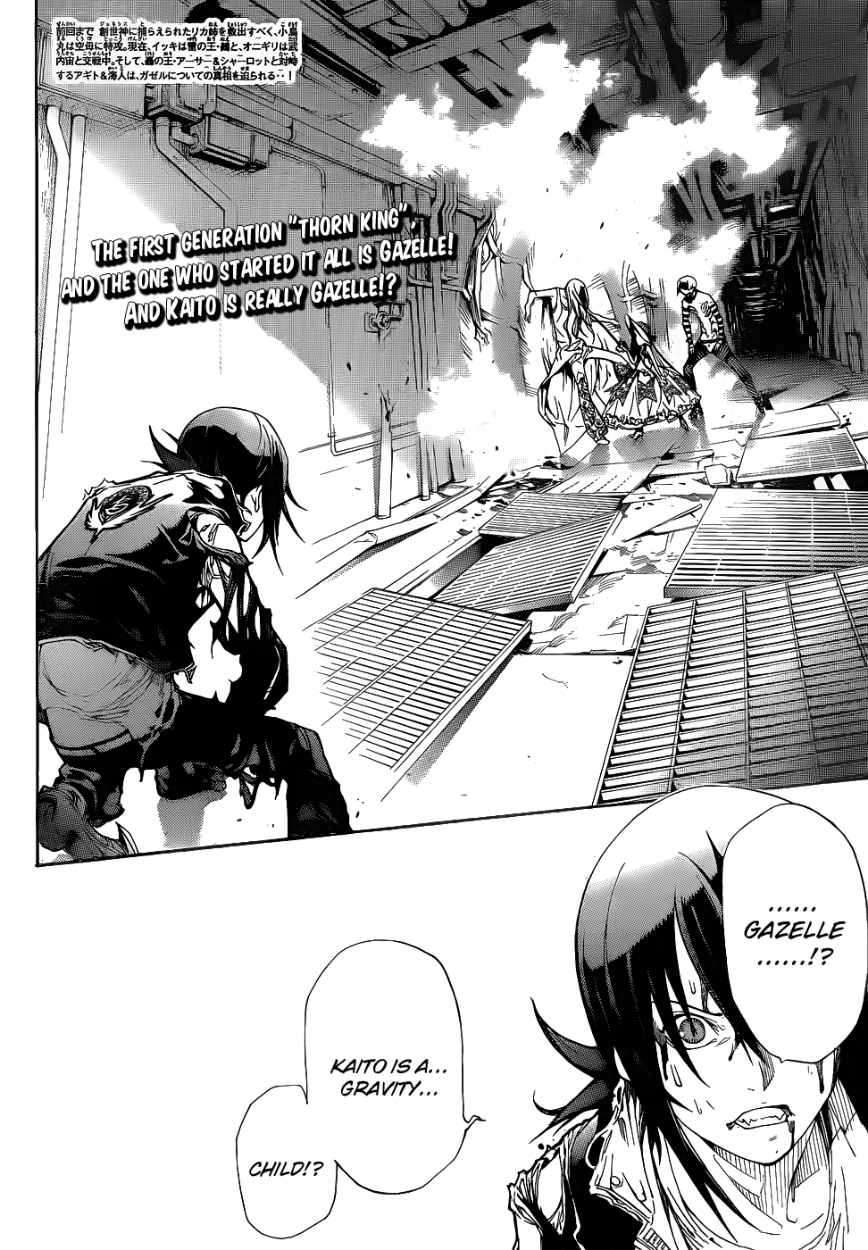 前回まで 創世神に捕らえられたリカ姉を救出すべく、小烏
丸は空母に特攻。現在、イッキは雷の王・鵺と、オニギリは武
内宙と交戦中。そして、轟の王・アーサー&シャーロットと対峙
するアギト&海人は、ガゼルについての真相を迫られる‥!
THE FIRST GENERATION "THORN KING",
AND THE ONE WHO STARTED IT ALL IS GAZELLE!
AND KAITO IS REALLY GAZELLE!?
......
GAZELLE
......!?
KAITO IS A...
GRAVITY...
CHILD!?